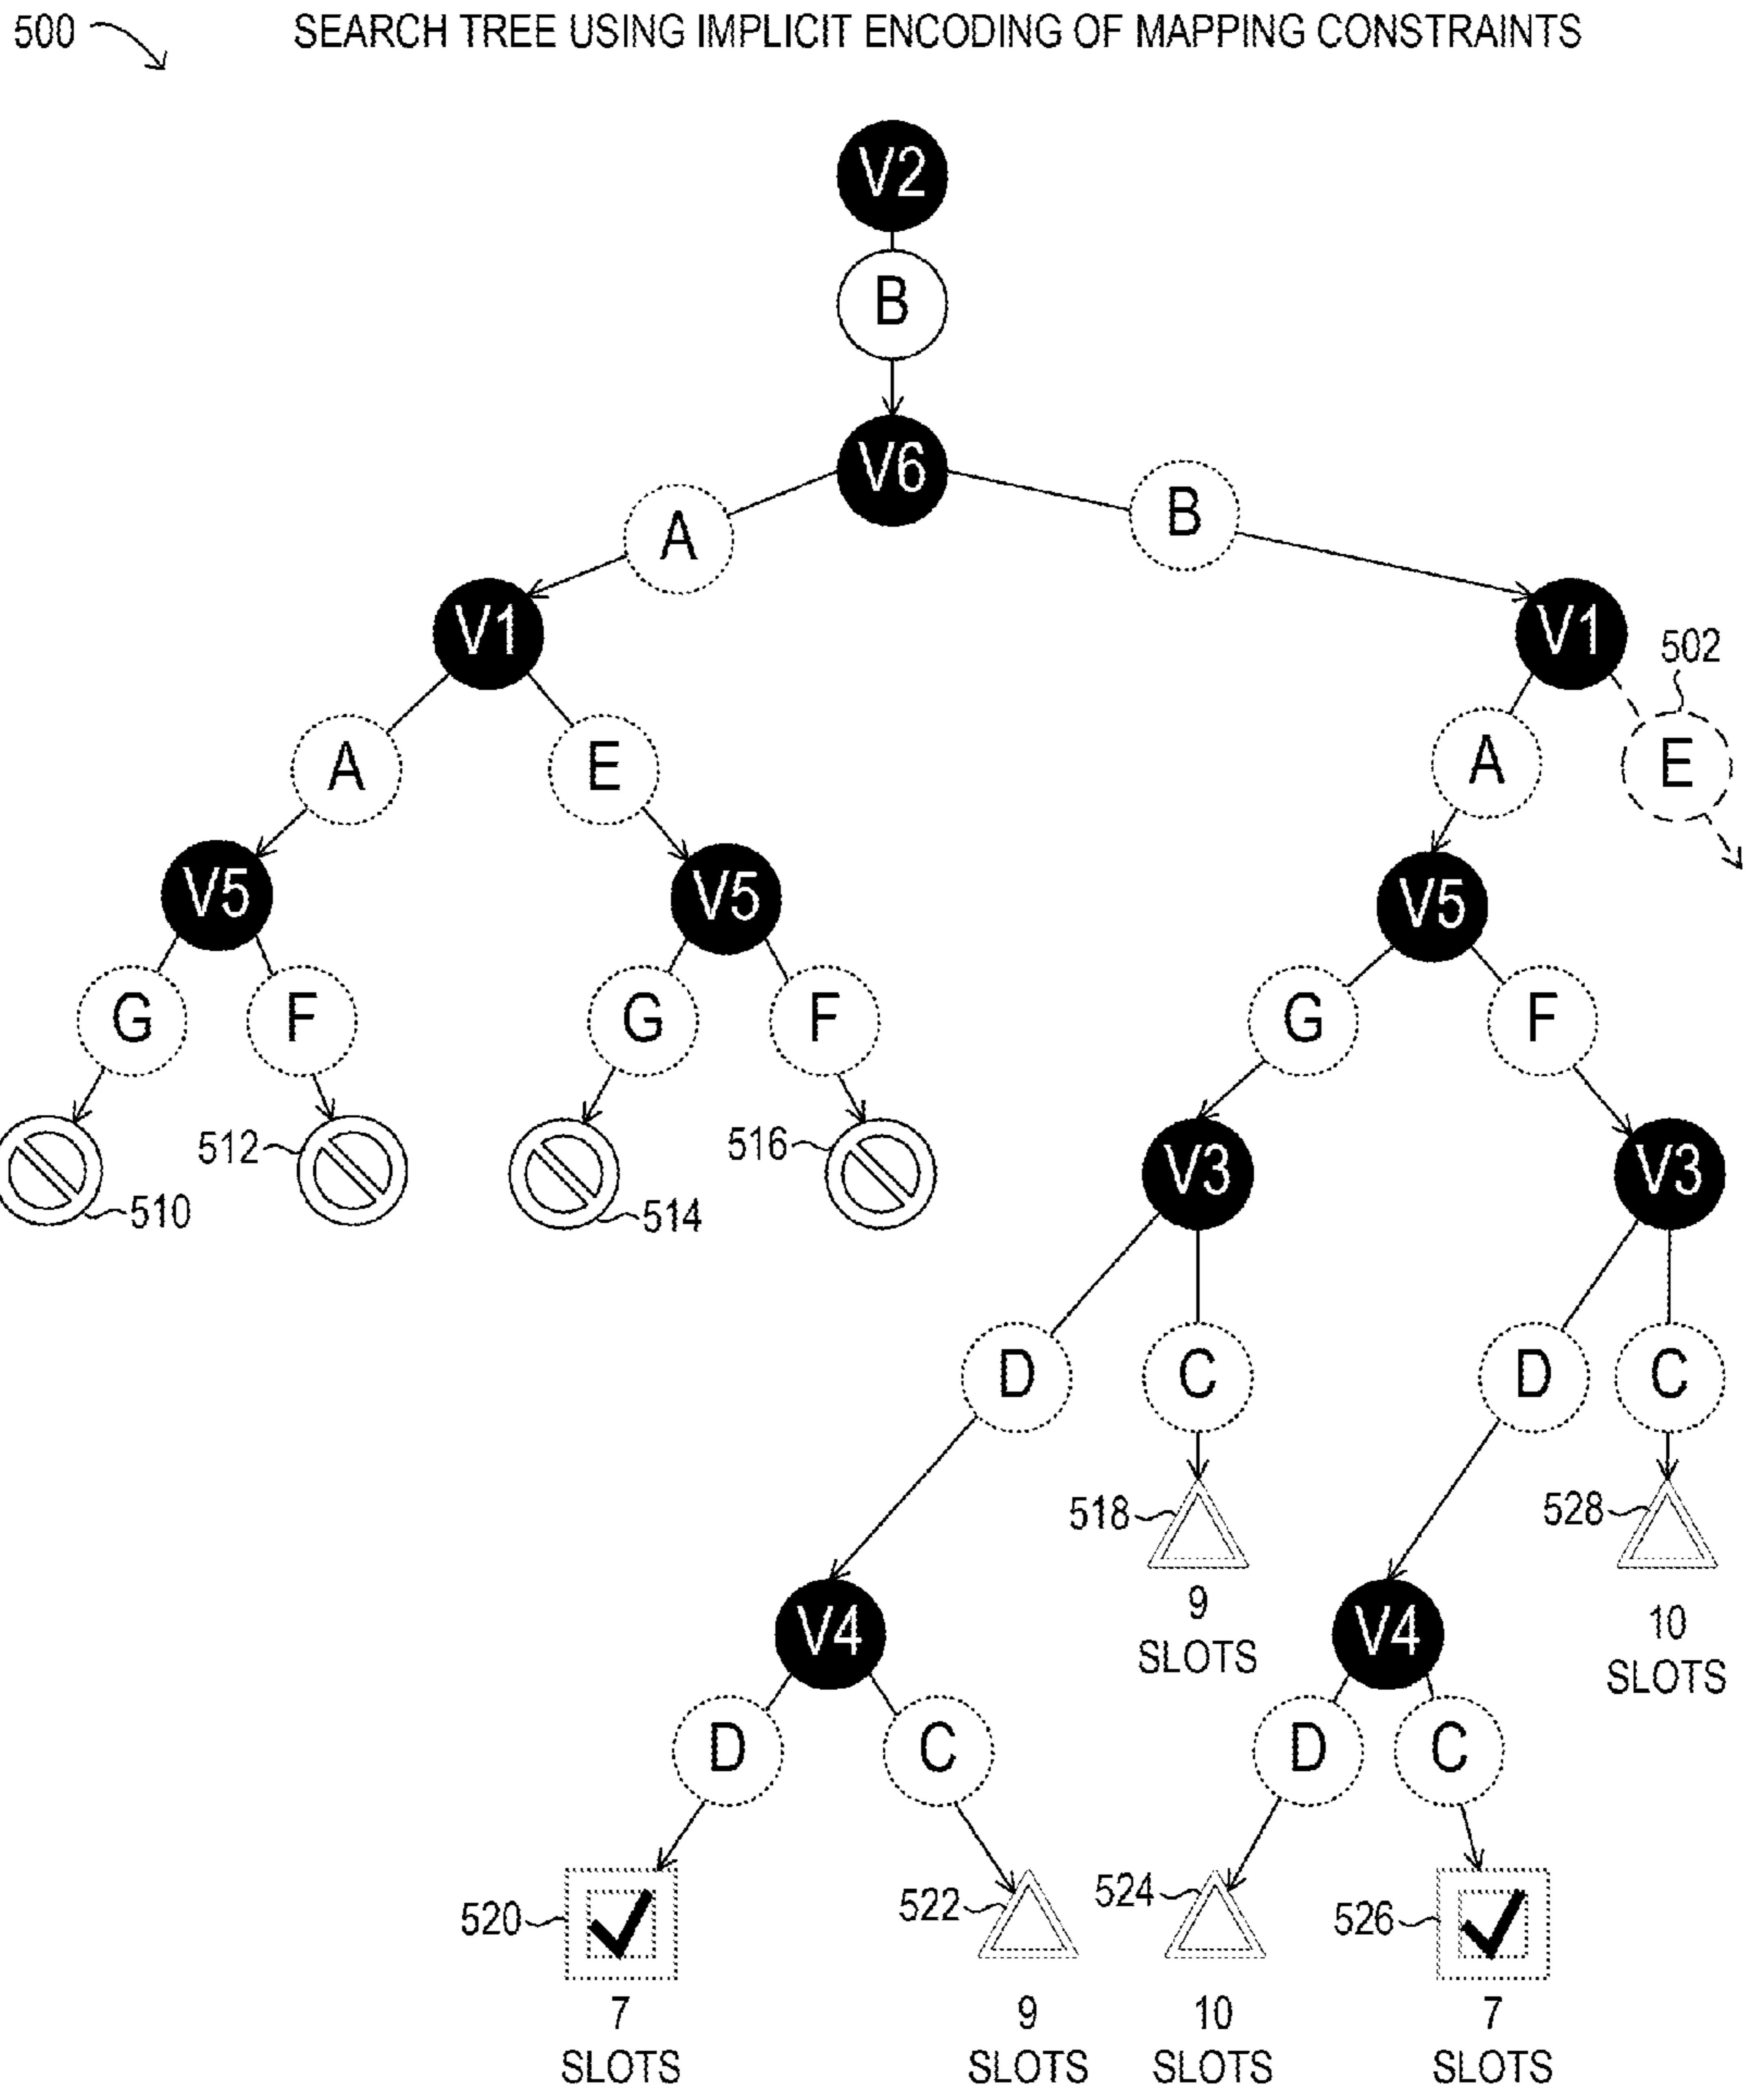 500
SEARCH TREE USING IMPLICIT ENCODING OF MAPPING CONSTRAINTS
V2
B
V6
A
B
V1
V1
502
A
E
A
E
V5
V5
V5
G
F
G
F
G
F
512
516
V3
V3
510
514
D
C
D
C
518
528
9
SLOTS
10
SLOTS
V4
V4
D
C
D
C
520
522
524
526
7
SLOTS
9
SLOTS
10
SLOTS
7
SLOTS